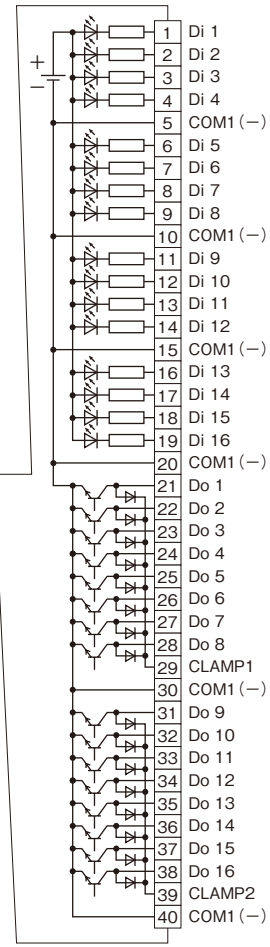 +
−
1 Di 1
2 Di 2
3 Di 3
4 Di 4
5 COM1(−)
6 Di 5
7 Di 6
8 Di 7
9 Di 8
10 COM1(−)
11 Di 9
12 Di 10
13 Di 11
14 Di 12
15 COM1(−)
16 Di 13
17 Di 14
18 Di 15
19 Di 16
20 COM1(−)
21 Do 1
22 Do 2
23 Do 3
24 Do 4
25 Do 5
26 Do 6
27 Do 7
28 Do 8
29 CLAMP1
30 COM1(−)
31 Do 9
32 Do 10
33 Do 11
34 Do 12
35 Do 13
36 Do 14
37 Do 15
38 Do 16
39 CLAMP2
40 COM1(−)